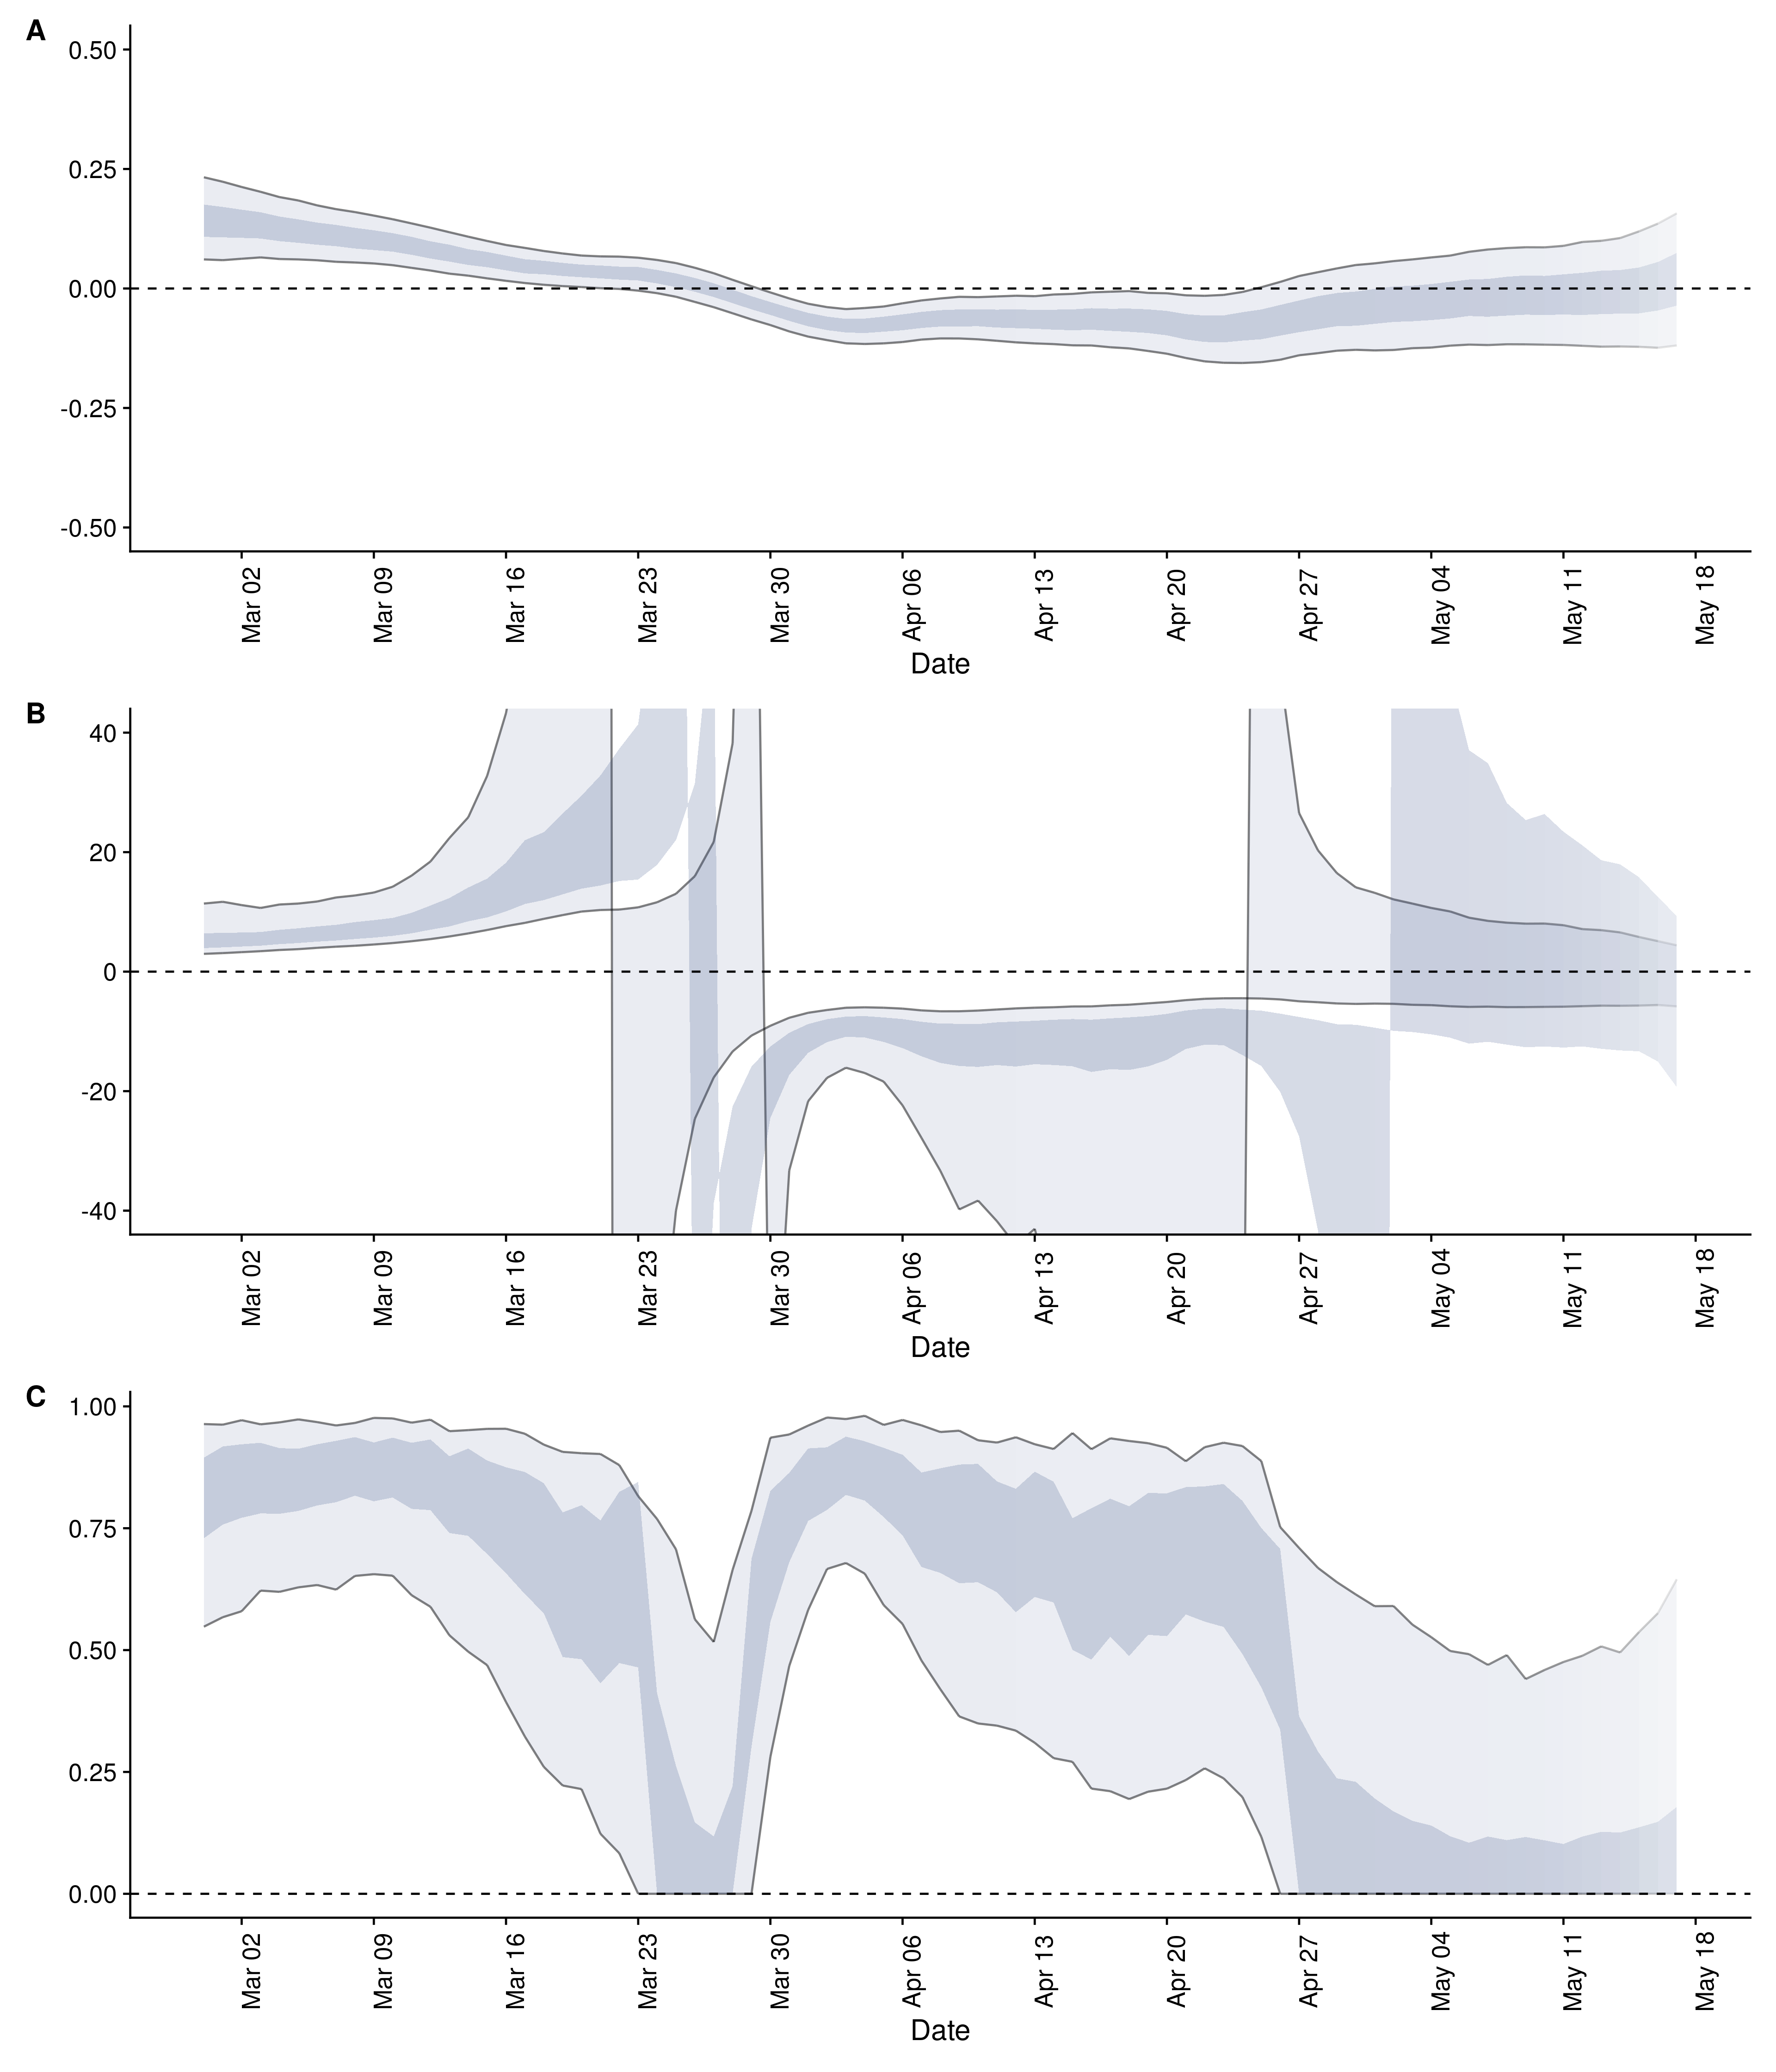 A
0.50
0.25
0.00
-0.25
-0.50
Mar 02
Mar 09
Mar 16
Mar 23
Mar 30
Apr 06
Apr 13
Apr 20
Apr 27
May 04
May 11
May 18
Date
B
40
20
0
-20
-40
Mar 02
Mar 09
Mar 16
Mar 23
Mar 30
Apr 06
Apr 13
Apr 20
Apr 27
May 04
May 11
May 18
Date
C
1.00
0.75
0.50
0.25
0.00
Mar 02
Mar 09
Mar 16
Mar 23
Mar 30
Apr 06
Apr 13
Apr 20
Apr 27
May 04
May 11
May 18
Date